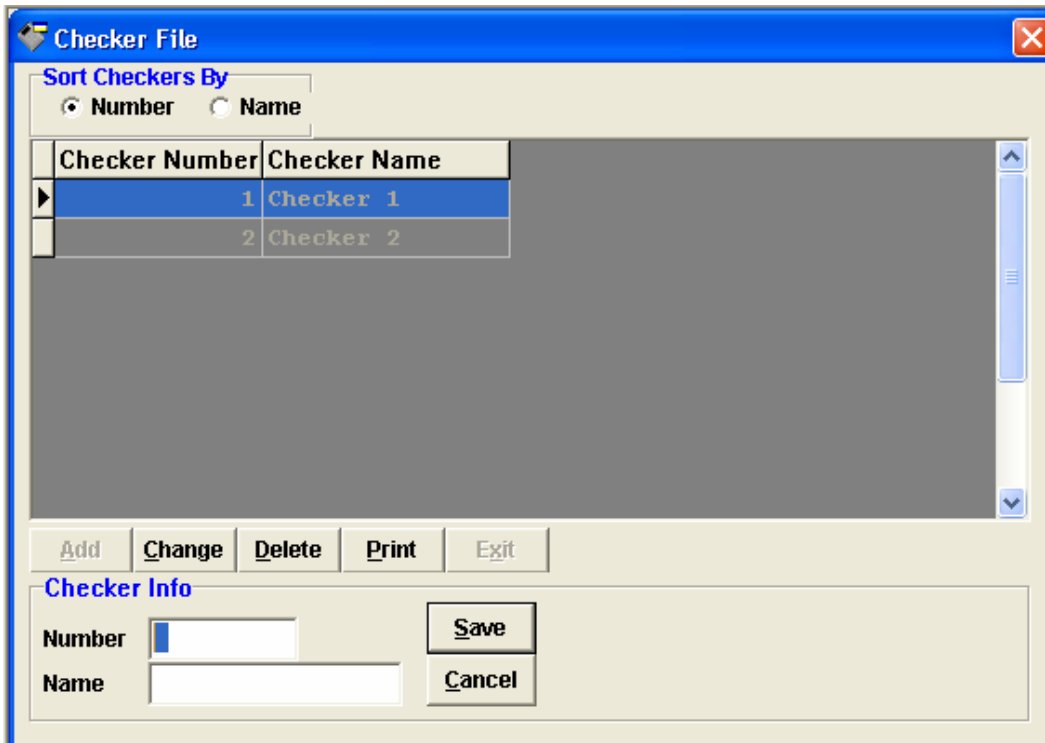 Checker File
Sort Checkers By
Number Name
Checker Number Checker Name
1 Checker 1
2 Checker 2
Add Change Delete Print Exit
Checker Info
Number
Save
Name
Cancel